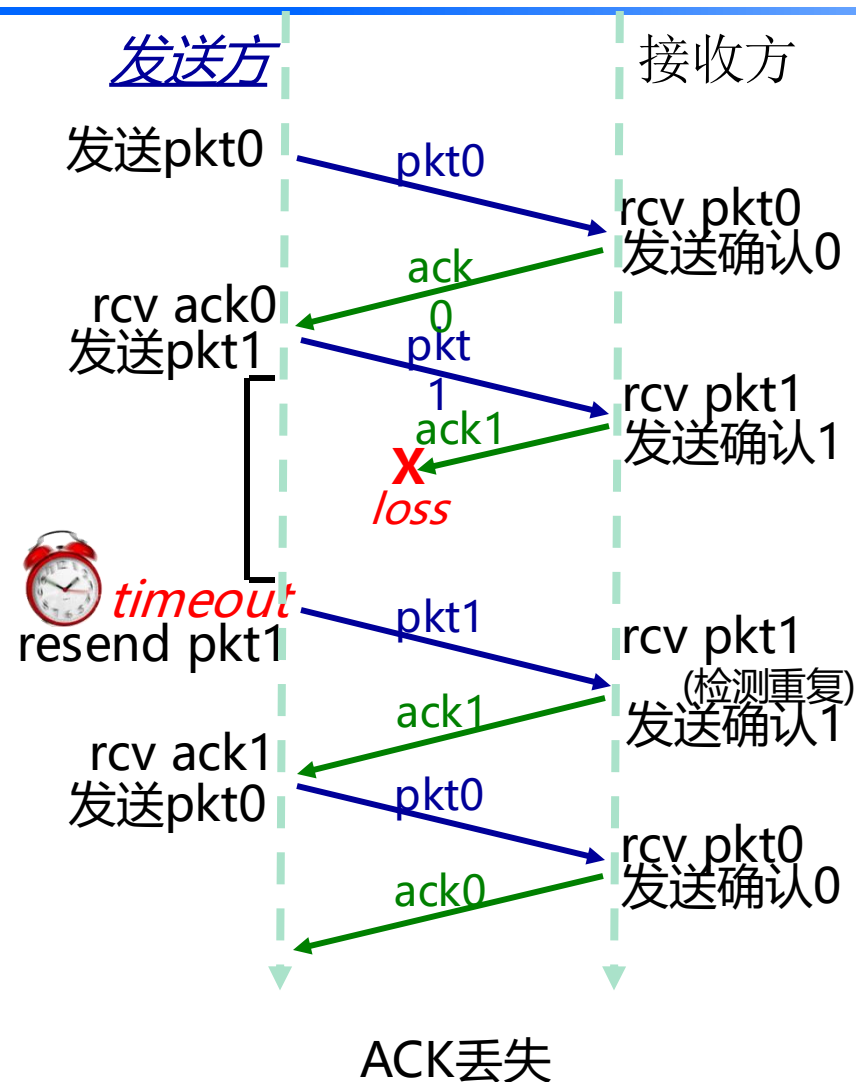 发送方
接收方
发送pkt0
pkt0
rcv pkt0
发送确认0
ack
0
rcv ack0
发送pkt1
pkt
1
rcv pkt1
发送确认1
ack1
X
loss
timeout
resend pkt1
pkt1
rcv pkt1
(检测重复)
发送确认1
ack1
rcv ack1
发送pkt0
pkt0
rcv pkt0
发送确认0
ack0
ACK丢失